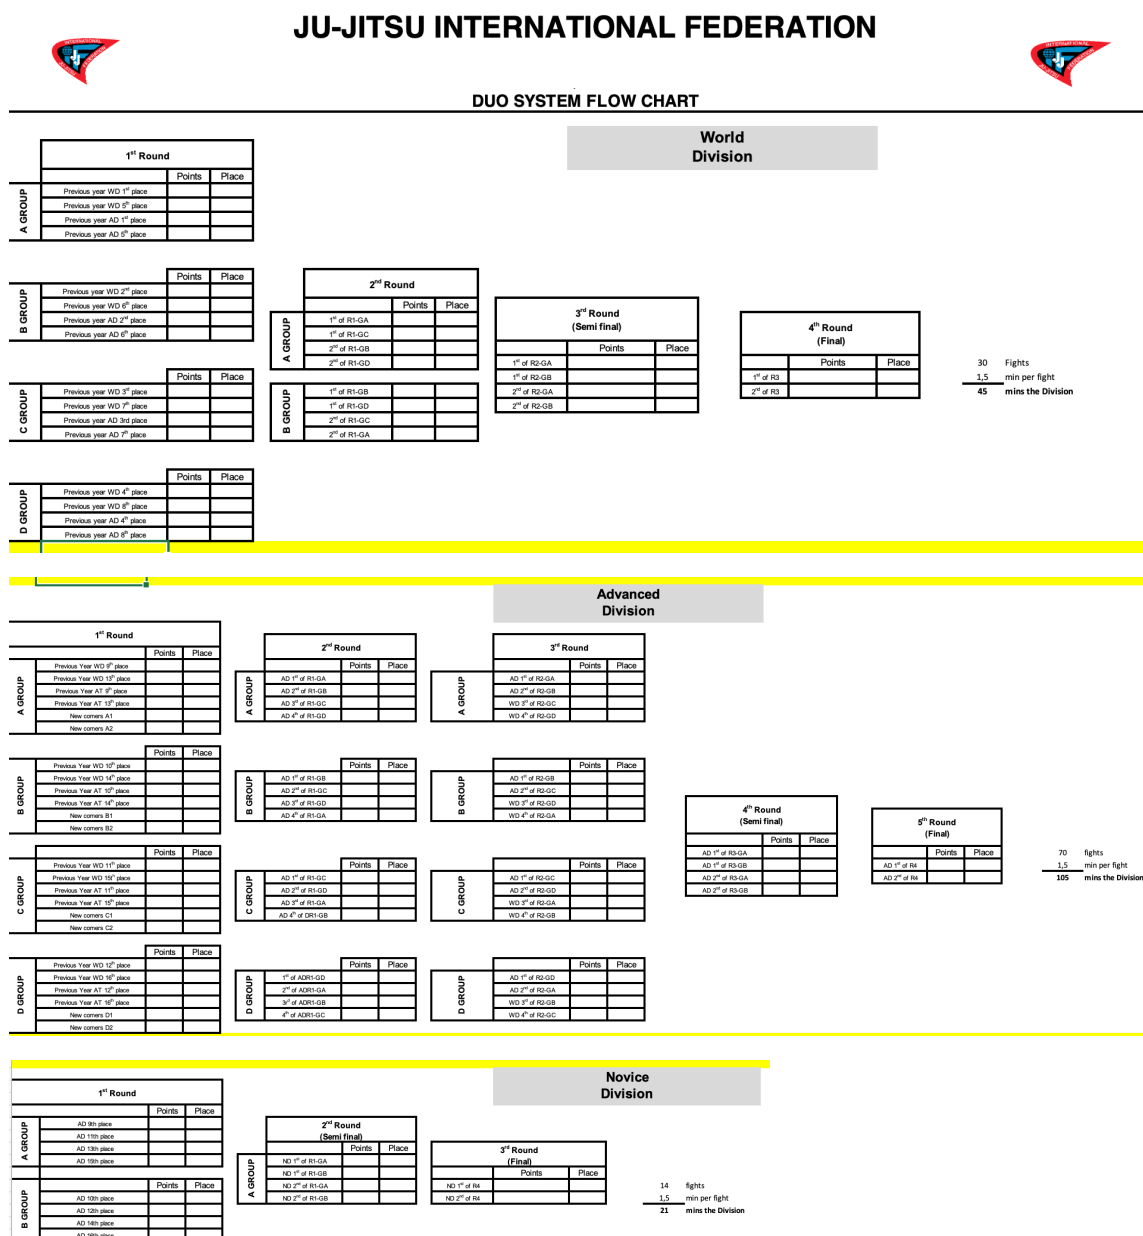 JU-JITSU INTERNATIONAL FEDERATION
DUO SYSTEM FLOW CHART
World
Division
1st Round
Points Place
A GROUP
Previous year WD 1st place
Previous year WD 5th place
Previous year AD 1st place
Previous year AD 5th place
Points Place
B GROUP
Previous year WD 2nd place
Previous year WD 6th place
Previous year AD 2nd place
Previous year AD 6th place
Points Place
C GROUP
Previous year WD 3rd place
Previous year WD 7th place
Previous year AD 3rd place
Previous year AD 7th place
Points Place
D GROUP
Previous year WD 4th place
Previous year WD 8th place
Previous year AD 4th place
Previous year AD 8th place
2nd Round
Points Place
A GROUP
1st of R1-GA
1st of R1-GC
2nd of R1-GB
2nd of R1-GD
B GROUP
1st of R1-GB
1st of R1-GD
2nd of R1-GC
2nd of R1-GA
3rd Round
(Semi final)
Points Place
1st of R2-GA
1st of R2-GB
2nd of R2-GA
2nd of R2-GB
4th Round
(Final)
Points Place
1st of R3
2nd of R3
30 Fights
1,5 min per fight
45 mins the Division
Advanced
Division
1st Round
Points Place
A GROUP
Previous Year WD 9th place
Previous Year WD 13th place
Previous Year AT 9th place
Previous Year AT 13th place
New comers A1
New comers A2
Points Place
B GROUP
Previous Year WD 10th place
Previous Year WD 14th place
Previous Year AT 10th place
Previous Year AT 14th place
New comers B1
New comers B2
Points Place
C GROUP
Previous Year WD 11th place
Previous Year WD 15th place
Previous Year AT 11th place
Previous Year AT 15th place
New comers C1
New comers C2
Points Place
D GROUP
Previous Year WD 12th place
Previous Year WD 16th place
Previous Year AT 12th place
Previous Year AT 16th place
New comers D1
New comers D2
2nd Round
Points Place
A GROUP
AD 1st of R1-GA
AD 2nd of R1-GB
AD 3rd of R1-GC
AD 4th of R1-GD
Points Place
B GROUP
AD 1st of R1-GB
AD 2nd of R1-GC
AD 3rd of R1-GD
AD 4th of R1-GA
Points Place
C GROUP
AD 1st of R1-GC
AD 2nd of R1-GD
AD 3rd of R1-GA
AD 4th of DR1-GB
Points Place
D GROUP
1st of ADR1-GD
2nd of ADR1-GA
3rd of ADR1-GB
4th of ADR1-GC
3rd Round
Points Place
A GROUP
AD 1st of R2-GA
AD 2nd of R2-GB
WD 3rd of R2-GC
WD 4th of R2-GD
Points Place
B GROUP
AD 1st of R2-GB
AD 2nd of R2-GC
WD 3rd of R2-GD
WD 4th of R2-GA
Points Place
C GROUP
AD 1st of R2-GC
AD 2nd of R2-GD
WD 3rd of R2-GA
WD 4th of R2-GB
Points Place
D GROUP
AD 1st of R2-GD
AD 2nd of R2-GA
WD 3rd of R2-GB
WD 4th of R2-GC
4th Round
(Semi final)
Points Place
AD 1st of R3-GA
AD 1st of R3-GB
AD 2nd of R3-GA
AD 2nd of R3-GB
5th Round
(Final)
Points Place
AD 1st of R4
AD 2nd of R4
70 fights
1,5 min per fight
105 mins the Division
Novice
Division
1st Round
Points Place
A GROUP
AD 9th place
AD 11th place
AD 13th place
AD 15th place
Points Place
B GROUP
AD 10th place
AD 12th place
AD 14th place
AD 16th place
2nd Round
(Semi final)
Points Place
A GROUP
ND 1st of R1-GA
ND 1st of R1-GB
ND 2nd of R1-GA
ND 2nd of R1-GB
3rd Round
(Final)
Points Place
ND 1st of R4
ND 2nd of R4
14 fights
1,5 min per fight
21 mins the Division